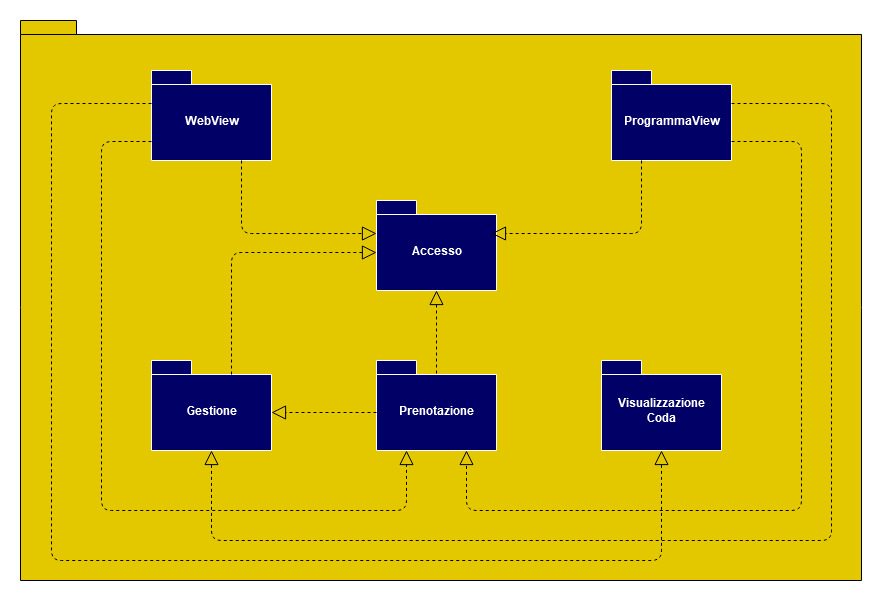 WebView
ProgrammaView
Accesso
Gestione
Prenotazione
Visualizzazione
Coda